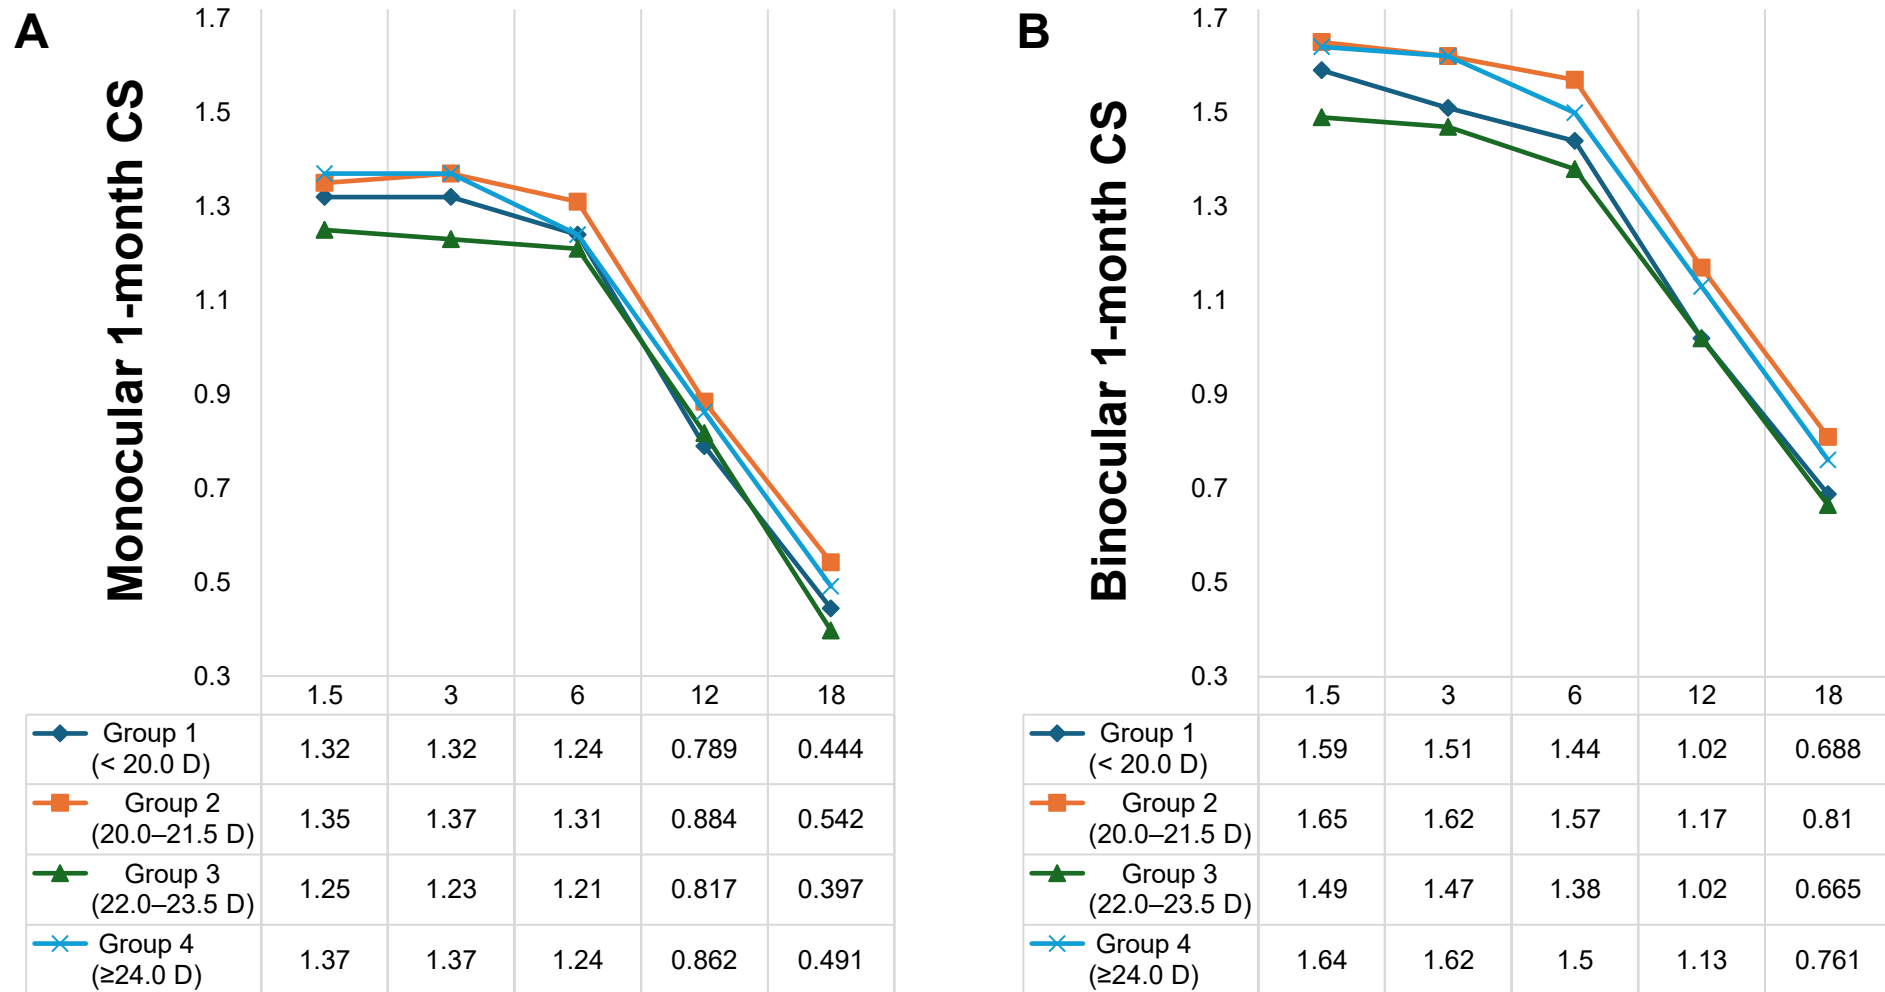 A
Monocular 1-month CS
1.7
1.5
1.3
1.1
0.9
0.7
0.5
0.3
1.5 3 6 12 18
Group 1
(< 20.0 D)
1.32 1.32 1.24 0.789 0.444
Group 2
(20.0–21.5 D)
1.35 1.37 1.31 0.884 0.542
Group 3
(22.0–23.5 D)
1.25 1.23 1.21 0.817 0.397
Group 4
(≥24.0 D)
1.37 1.37 1.24 0.862 0.491
B
Binocular 1-month CS
1.7
1.5
1.3
1.1
0.9
0.7
0.5
0.3
1.5 3 6 12 18
Group 1
(< 20.0 D)
1.59 1.51 1.44 1.02 0.688
Group 2
(20.0–21.5 D)
1.65 1.62 1.57 1.17 0.81
Group 3
(22.0–23.5 D)
1.49 1.47 1.38 1.02 0.665
Group 4
(≥24.0 D)
1.64 1.62 1.5 1.13 0.761